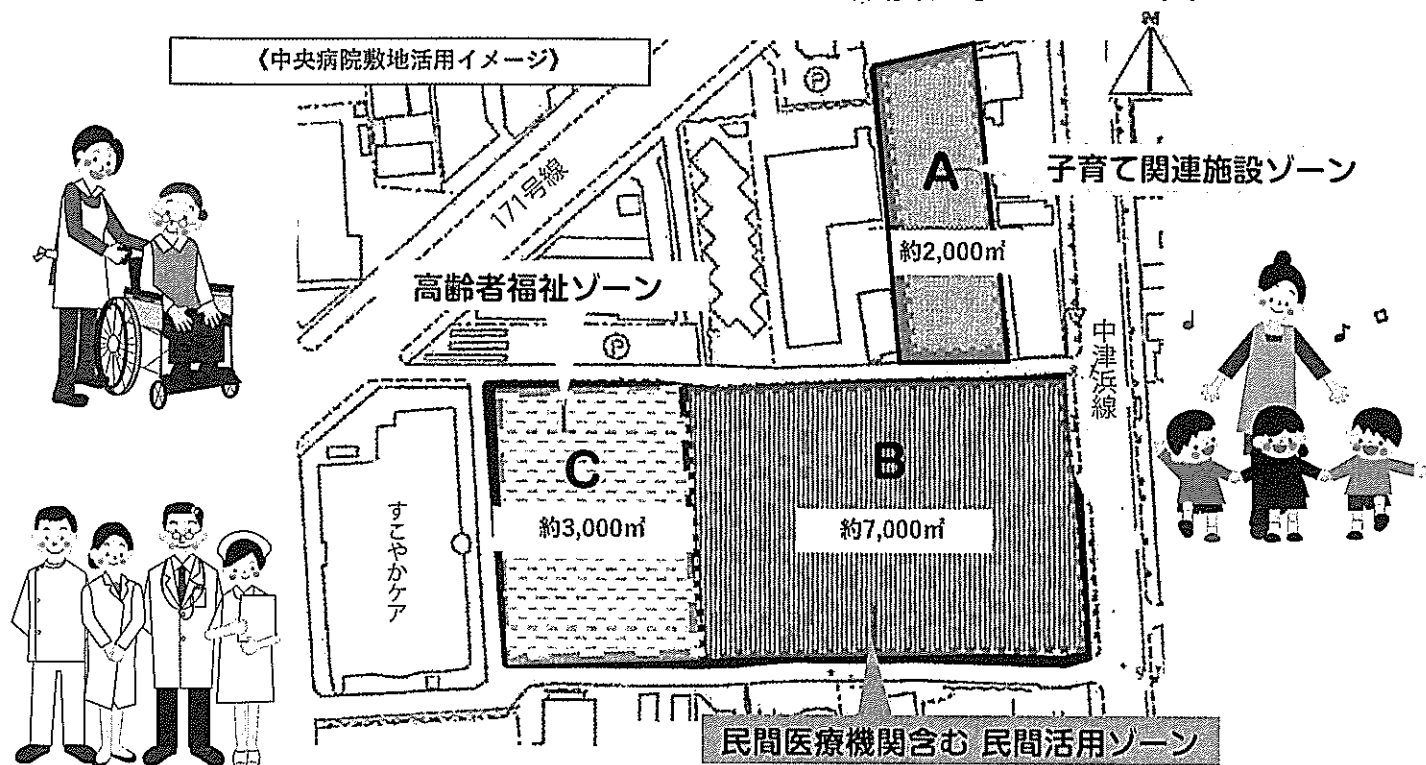 《中央病院敷地活用イメージ》
N
171号線
P
A
子育て関連施設ゾーン
約2,000㎡
高齢者福祉ゾーン
P
中津浜線
C
B
約3,000㎡
約7,000㎡
すこやかケア
民間医療機関含む 民間活用ゾーン